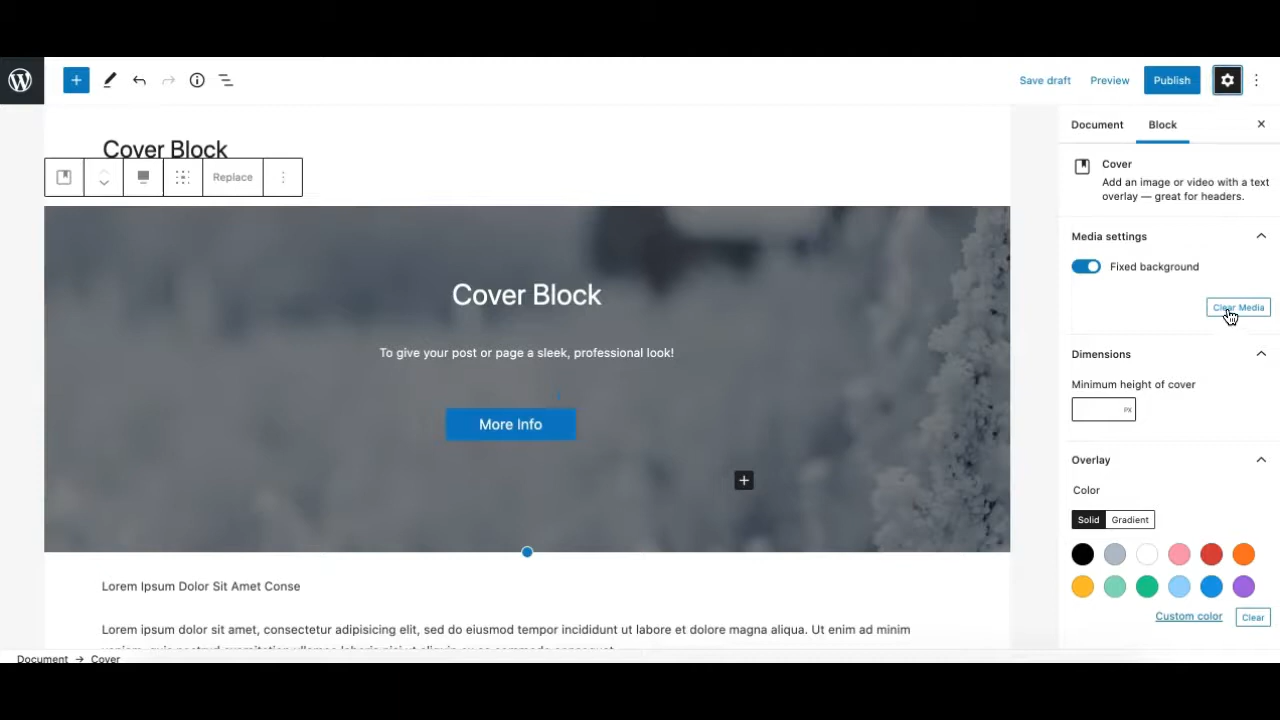 Save draft
Preview
Publish
Document
Block
Cover Block
Replace
Cover
Add an image or video with a text
overlay — great for headers.
Media settings
Fixed background
Clear Media
Cover Block
To give your post or page a sleek, professional look!
More Info
Dimensions
Minimum height of cover
PX
Overlay
Color
Solid
Gradient
Custom color
Clear
Lorem Ipsum Dolor Sit Amet Conse
Lorem ipsum dolor sit amet, consectetur adipisicing elit, sed do eiusmod tempor incididunt ut labore et dolore magna aliqua. Ut enim ad minim
Document → Cover